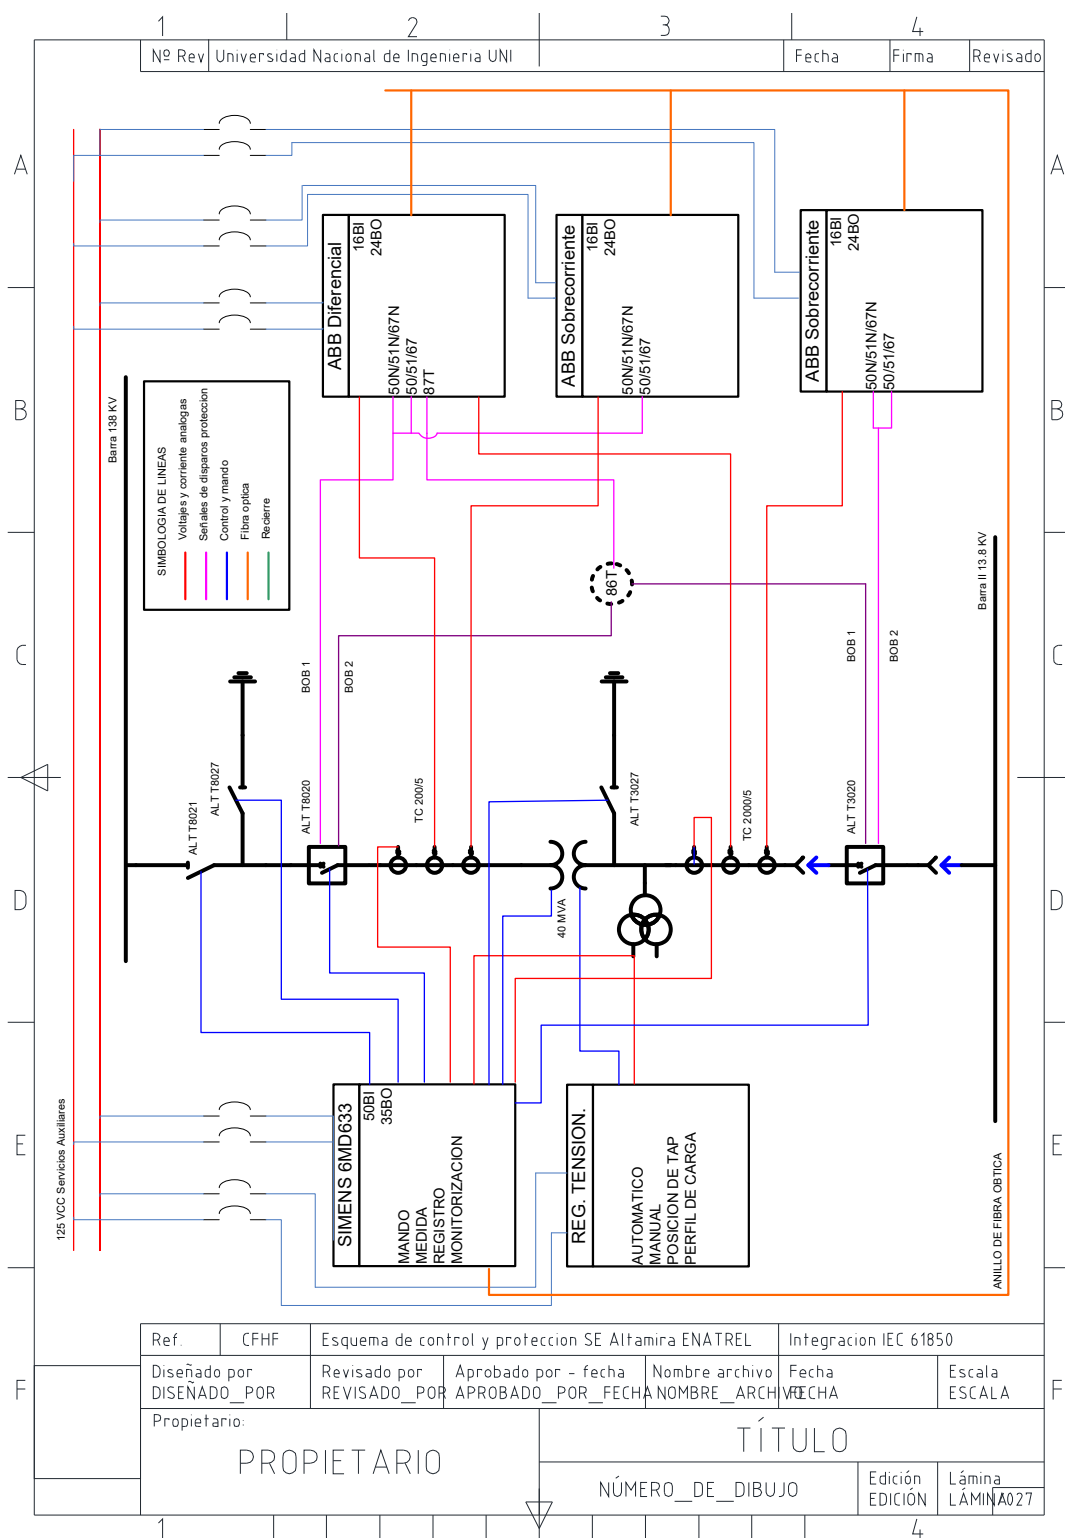 1 2 3 4
Nº Rev Universidad Nacional de Ingenieria UNI Fecha Firma Revisado
A A
B B
C C
D D
E E
F F
ABB Diferencial
16BI
24BO
50N/51N/67N
50/51/67
87T
ABB Sobrecorriente
16BI
24BO
50N/51N/67N
50/51/67
ABB Sobrecorriente
16BI
24BO
50N/51N/67N
50/51/67
Barra 138 KV
SIMBOLOGIA DE LINEAS
Voltajes y corriente analogas
Señales de disparos proteccion
Control y mando
Fibra optica
Recierre
86T
Barra II 13.8 KV
BOB 1
BOB 2
BOB 1
BOB 2
ALT T8021
ALT T8027
ALT T8020
TC 200/5
ALT T3027
TC 2000/5
ALT T3020
40 MVA
125 VCC Servicios Auxiliares
SIMENS 6MD633
50BI
35BO
MANDO
MEDIDA
REGISTRO
MONITORIZACION
REG. TENSION.
AUTOMATICO
MANUAL
POSICION DE TAP
PERFIL DE CARGA
ANILLO DE FIBRA OBTICA
Ref. CFHF Esquema de control y proteccion SE Altamira ENATREL Integracion IEC 61850
Diseñado por Revisado por Aprobado por - fecha Nombre archivo Fecha Escala
DISEÑADO_POR REVISADO_POR APROBADO_POR_FECHA NOMBRE_ARCHIVO FECHA ESCALA
Propietario:
PROPIETARIO
TÍTULO
NÚMERO_DE_DIBUJO
Edición Lámina
EDICIÓN LÁMINA
1 4